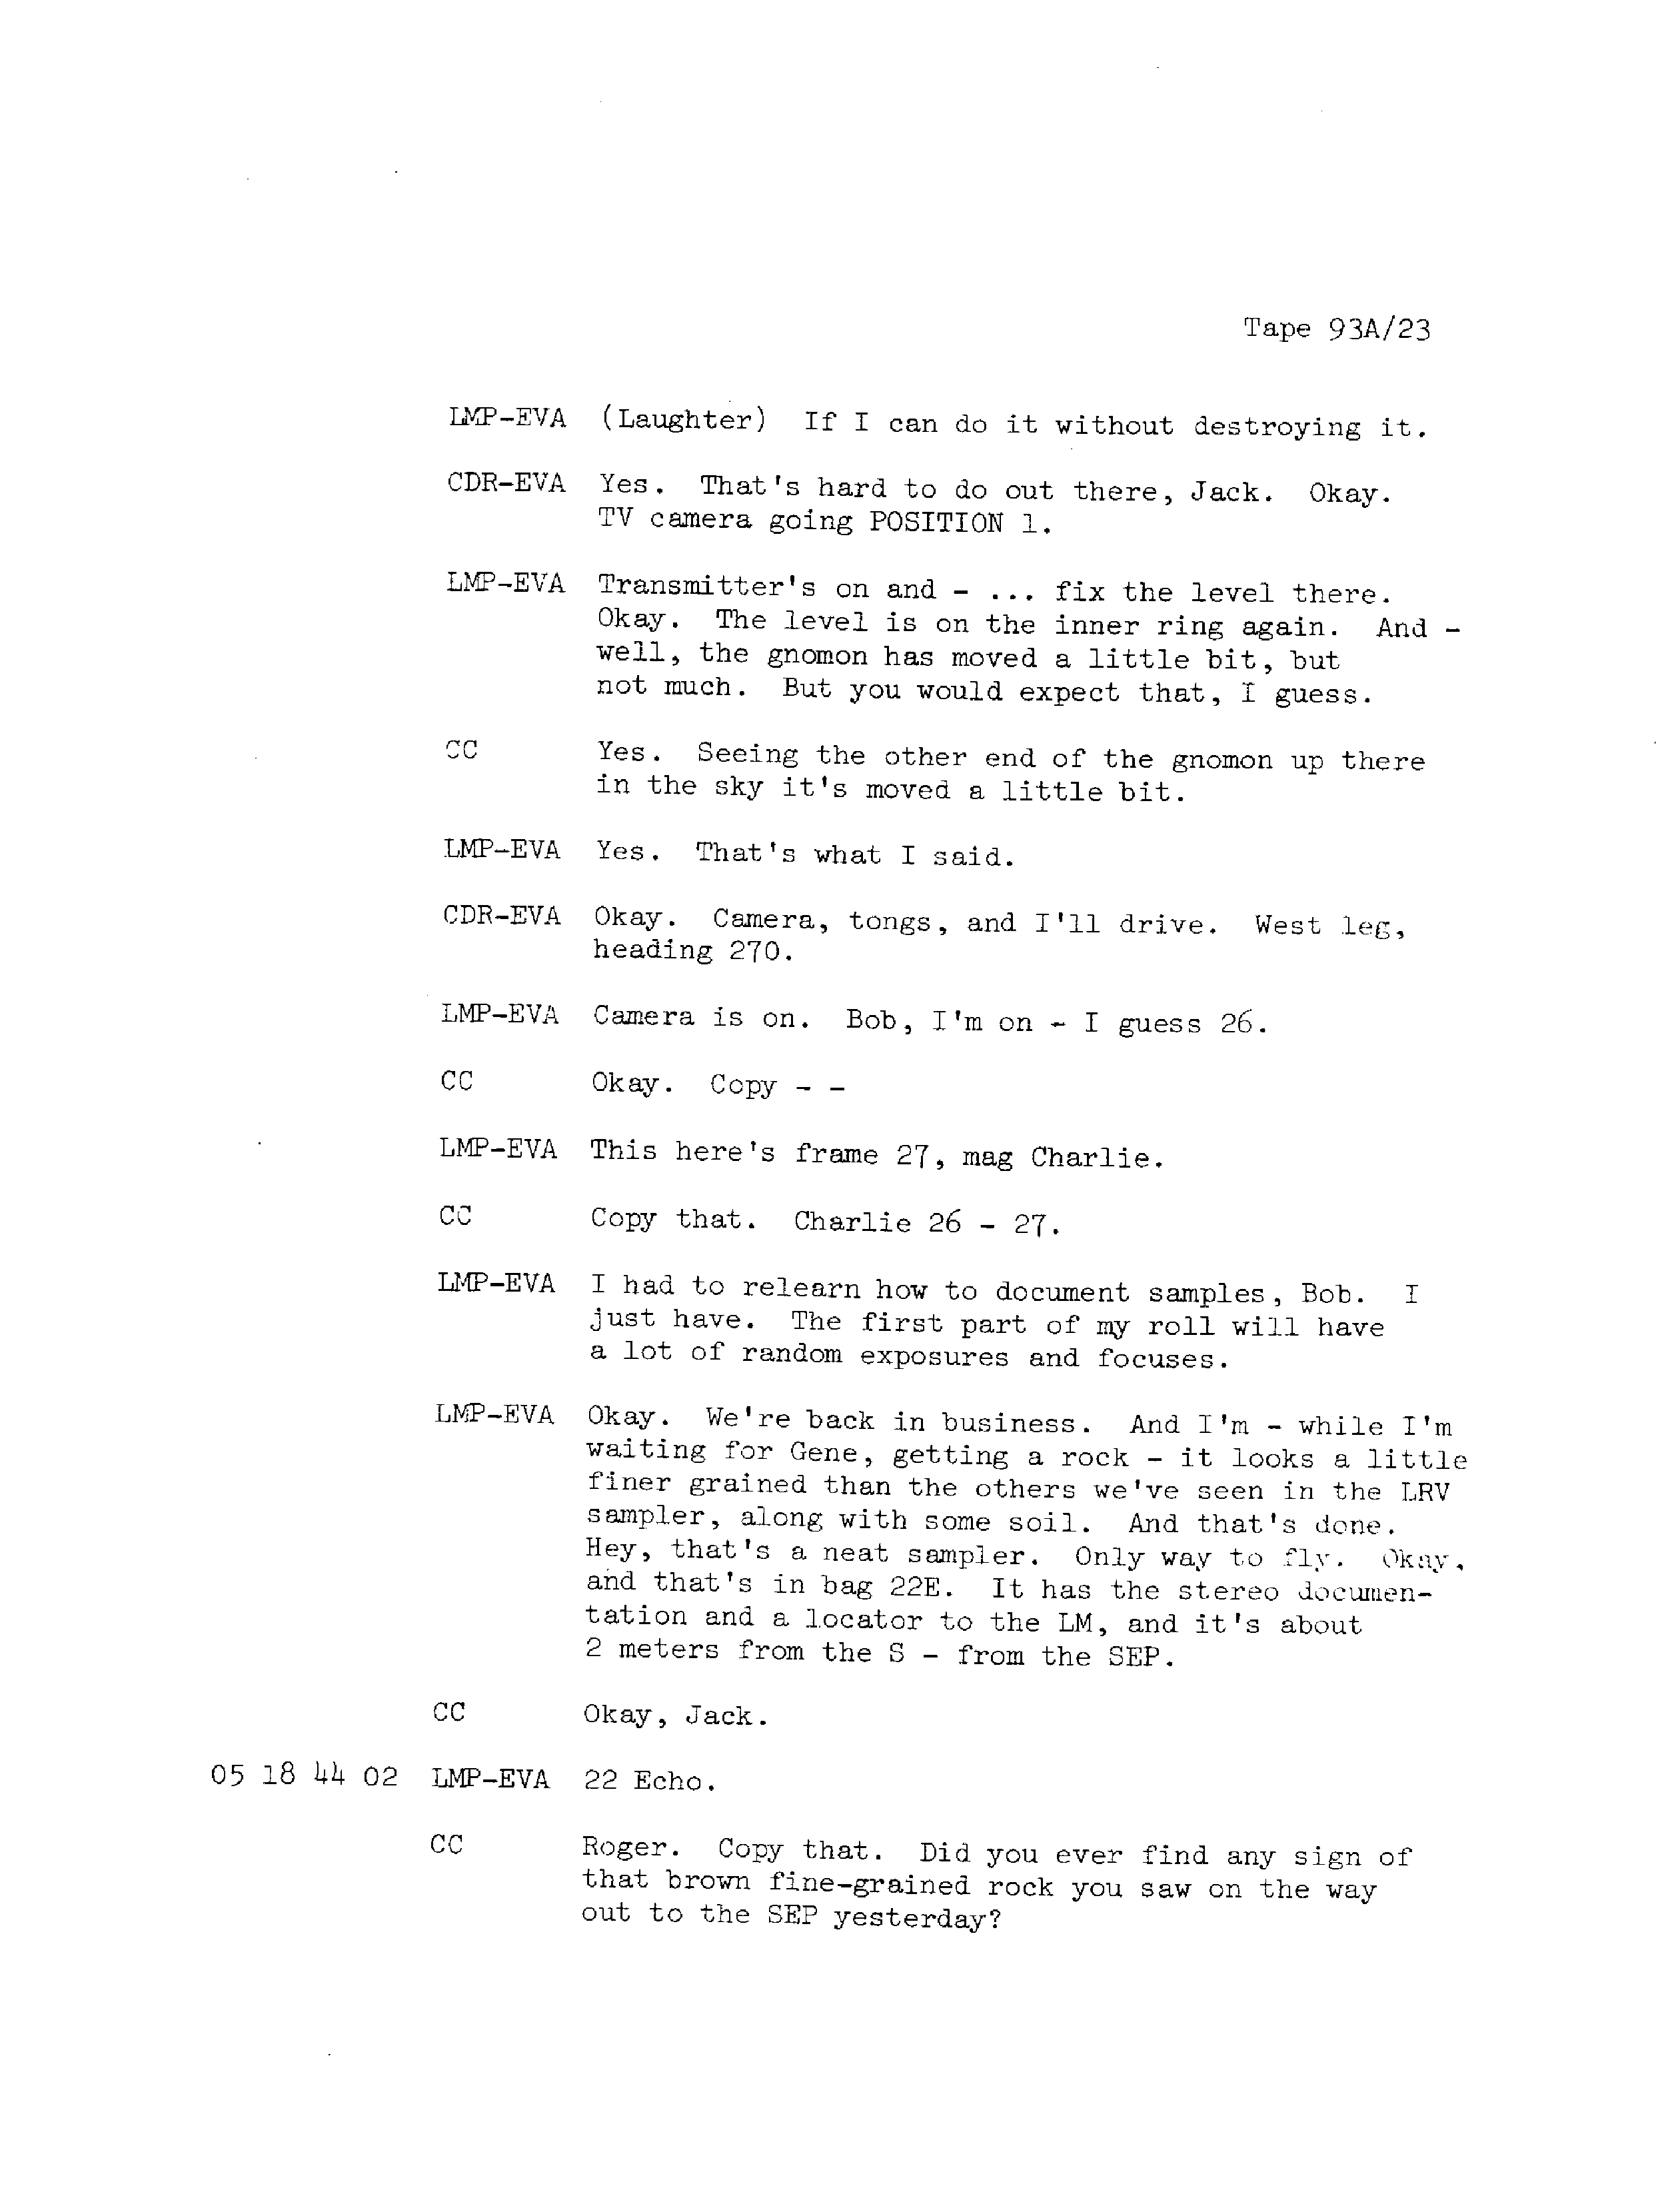 Tape 93A/23
LMP-EVA (Laughter) If I can do it without destroying it.
CDR-EVA Yes. That's hard to do out there, Jack. Okay.
TV camera going POSITION 1.
LMP-EVA Transmitter's on and - ... fix the level there.
Okay. The level is on the inner ring again. And -
well, the gnomon has moved a little bit, but
not much. But you would expect that, I guess.
CC Yes. Seeing the other end of the gnomon up there
in the sky it's moved a little bit.
LMP-EVA Yes. That's what I said.
CDR-EVA Okay. Camera, tongs, and I'll drive. West leg,
heading 270.
LMP-EVA Camera is on. Bob, I'm on - I guess 26.
CC Okay. Copy - -
LMP-EVA This here's frame 27, mag Charlie.
CC Copy that. Charlie 26 - 27.
LMP-EVA I had to relearn how to document samples, Bob. I
just have. The first part of my roll will have
a lot of random exposures and focuses.
LMP-EVA Okay. We're back in business. And I'm - while I'm
waiting for Gene, getting a rock - it looks a little
finer grained than the others we've seen in the LRV
sampler, along with some soil. And that's done.
Hey, that's a neat sampler. Only way to fly. Okay,
and that's in bag 22E. It has the stereo documen-
tation and a locator to the LM, and it's about
2 meters from the S - from the SEP.
CC Okay, Jack.
05 18 44 02 LMP-EVA 22 Echo.
CC Roger. Copy that. Did you ever find any sign of
that brown fine-grained rock you saw on the way
out to the SEP yesterday?